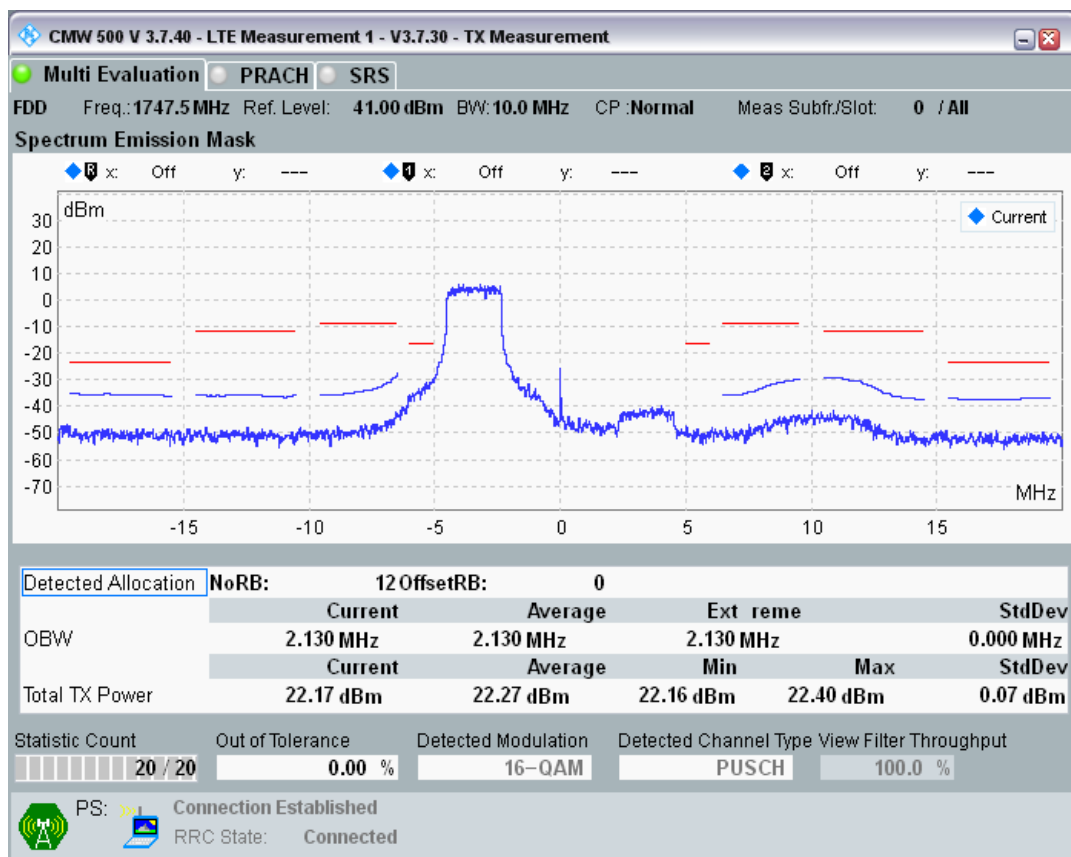 CMW 500 V 3.7.40 - LTE Measurement 1 - V3.7.30 - TX Measurement
Multi Evaluation PRACH SRS
FDD Freq.: 1747.5 MHz Ref. Level: 41.00 dBm BW: 10.0 MHz CP :Normal Meas Subfr./Slot: 0 / All
Spectrum Emission Mask
R x: Off y: --- 1 x: Off y: --- 2 x: Off y: ---
dBm
Current
30
20
10
0
-10
-20
-30
-40
-50
-60
-70
MHz
-15 -10 -5 0 5 10 15
Detected Allocation NoRB: 12 OffsetRB: 0
Current Average Ext reme StdDev
OBW 2.130 MHz 2.130 MHz 2.130 MHz 0.000 MHz
Current Average Min Max StdDev
Total TX Power 22.17 dBm 22.27 dBm 22.16 dBm 22.40 dBm 0.07 dBm
Statistic Count Out of Tolerance Detected Modulation Detected Channel Type View Filter Throughput
20 / 20 0.00 % 16-QAM PUSCH 100.0 %
PS: Connection Established
RRC State: Connected